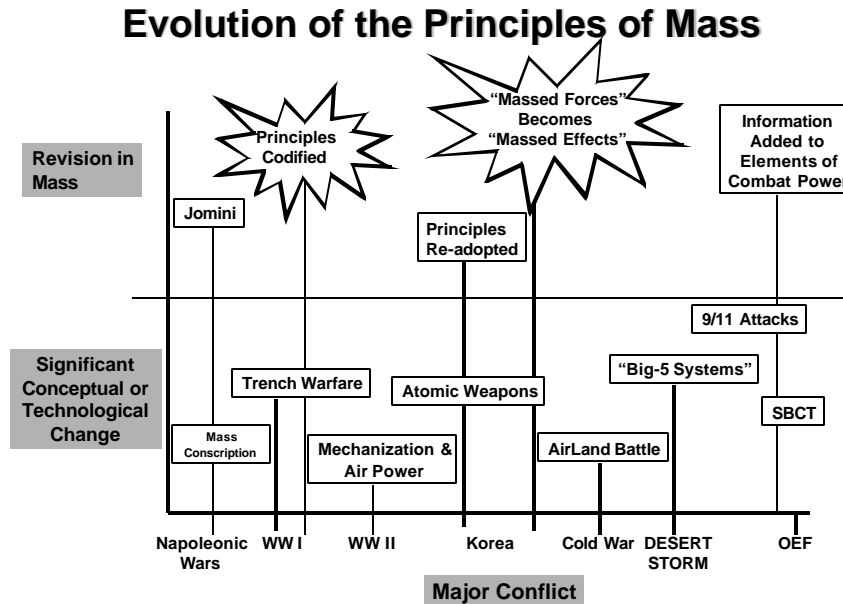 Evolution of the Principles of Mass
“Massed Forces”
Becomes
“Massed Effects”
Principles
Codified
Information
Added to
Elements of
Combat Power
Revision in
Mass
Jomini
Principles
Re-adopted
9/11 Attacks
Significant
Conceptual or
Technological
Change
Trench Warfare
“Big-5 Systems”
Atomic Weapons
SBCT
Mass
Conscription
Mechanization &
Air Power
AirLand Battle
Napoleonic
Wars
WW I
WW II
Korea
Cold War
DESERT
STORM
OEF
Major Conflict